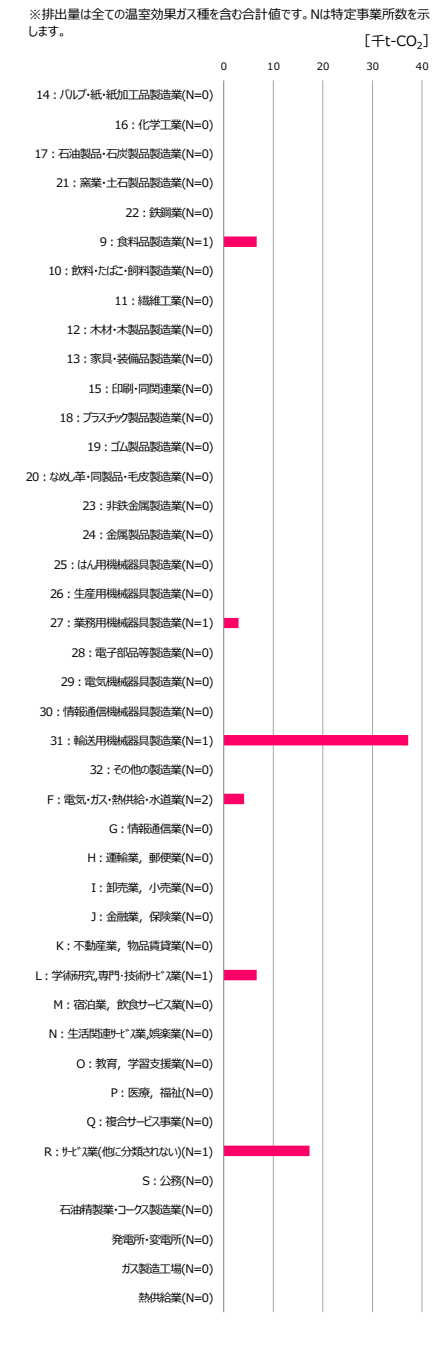 ※排出量は全ての温室効果ガス種を含む合計値です。Nは特定事業所数を示
します。
[千t-CO₂]
0 10 20 30 40
14：パルプ・紙・紙加工品製造業(N=0)
16：化学工業(N=0)
17：石油製品・石炭製品製造業(N=0)
21：窯業・土石製品製造業(N=0)
22：鉄鋼業(N=0)
9：食料品製造業(N=1)
10：飲料・たばこ・飼料製造業(N=0)
11：繊維工業(N=0)
12：木材・木製品製造業(N=0)
13：家具・装備品製造業(N=0)
15：印刷・同関連業(N=0)
18：プラスチック製品製造業(N=0)
19：ゴム製品製造業(N=0)
20：なめし革・同製品・毛皮製造業(N=0)
23：非鉄金属製造業(N=0)
24：金属製品製造業(N=0)
25：はん用機械器具製造業(N=0)
26：生産用機械器具製造業(N=0)
27：業務用機械器具製造業(N=1)
28：電子部品等製造業(N=0)
29：電気機械器具製造業(N=0)
30：情報通信機械器具製造業(N=0)
31：輸送用機械器具製造業(N=1)
32：その他の製造業(N=0)
F：電気・ガス・熱供給・水道業(N=2)
G：情報通信業(N=0)
H：運輸業，郵便業(N=0)
I：卸売業，小売業(N=0)
J：金融業，保険業(N=0)
K：不動産業，物品賃貸業(N=0)
L：学術研究,専門・技術ｻｰﾋﾞｽ業(N=1)
M：宿泊業，飲食サービス業(N=0)
N：生活関連ｻｰﾋﾞｽ業,娯楽業(N=0)
O：教育，学習支援業(N=0)
P：医療，福祉(N=0)
Q：複合サービス事業(N=0)
R：ｻｰﾋﾞｽ業(他に分類されない)(N=1)
S：公務(N=0)
石油精製業・コークス製造業(N=0)
発電所・変電所(N=0)
ガス製造工場(N=0)
熱供給業(N=0)